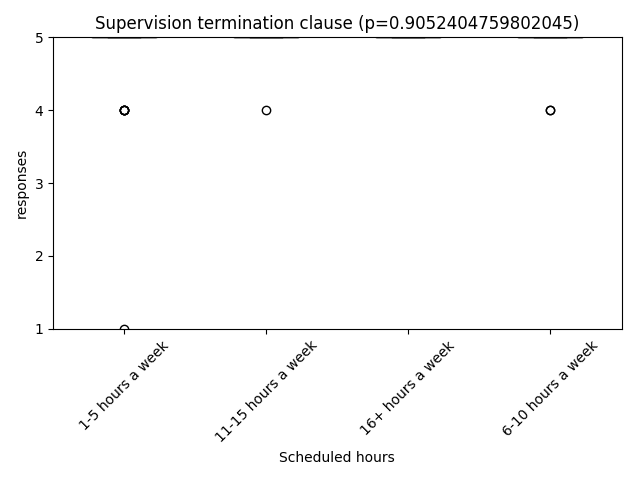 Supervision termination clause (p=0.9052404759802045)
responses
5
4
3
2
1
1-5 hours a week
11-15 hours a week
16+ hours a week
6-10 hours a week
Scheduled hours